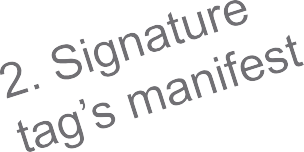 2. Signature
tag’s manifest